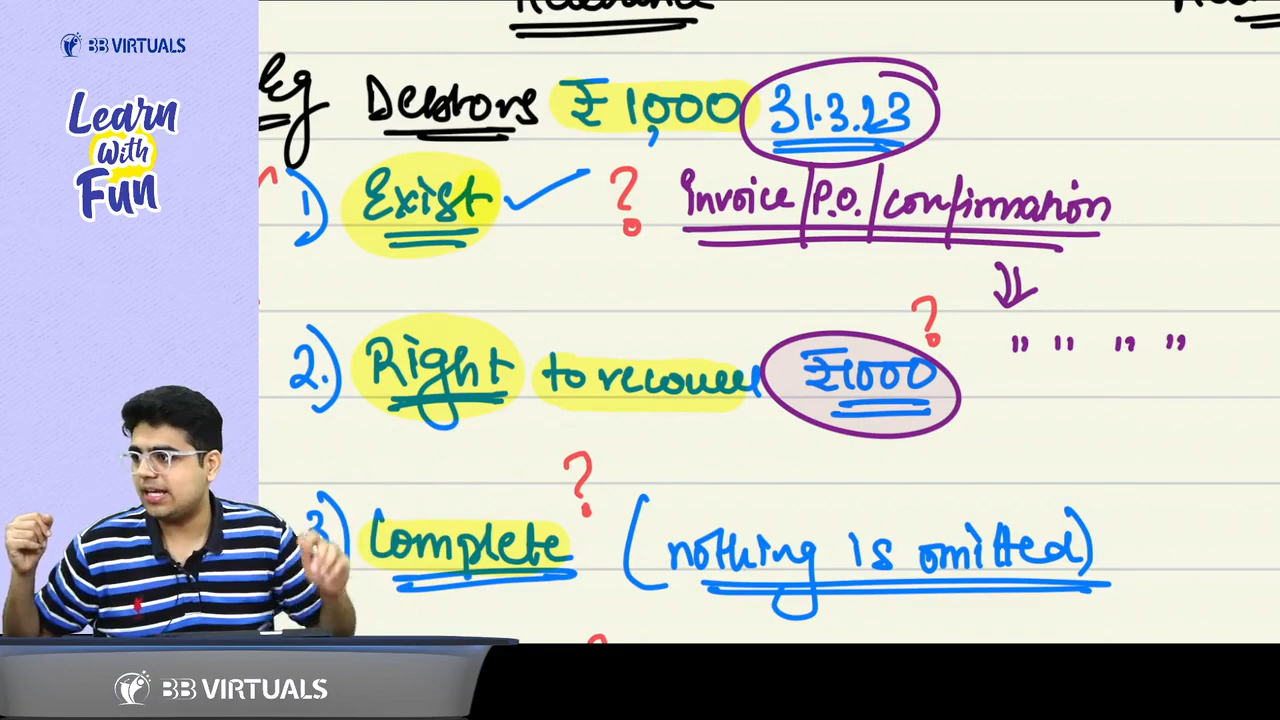 BB VIRTUALS
Learn
With
Fun
Eg Debtors ₹1,000 31.3.23
1) Exist ✓ ? Invoice/P.O./confirmation
2.) Right to recover ₹1000 ? " " " "
3) Complete ? (nothing is omitted)
?
BB VIRTUALS